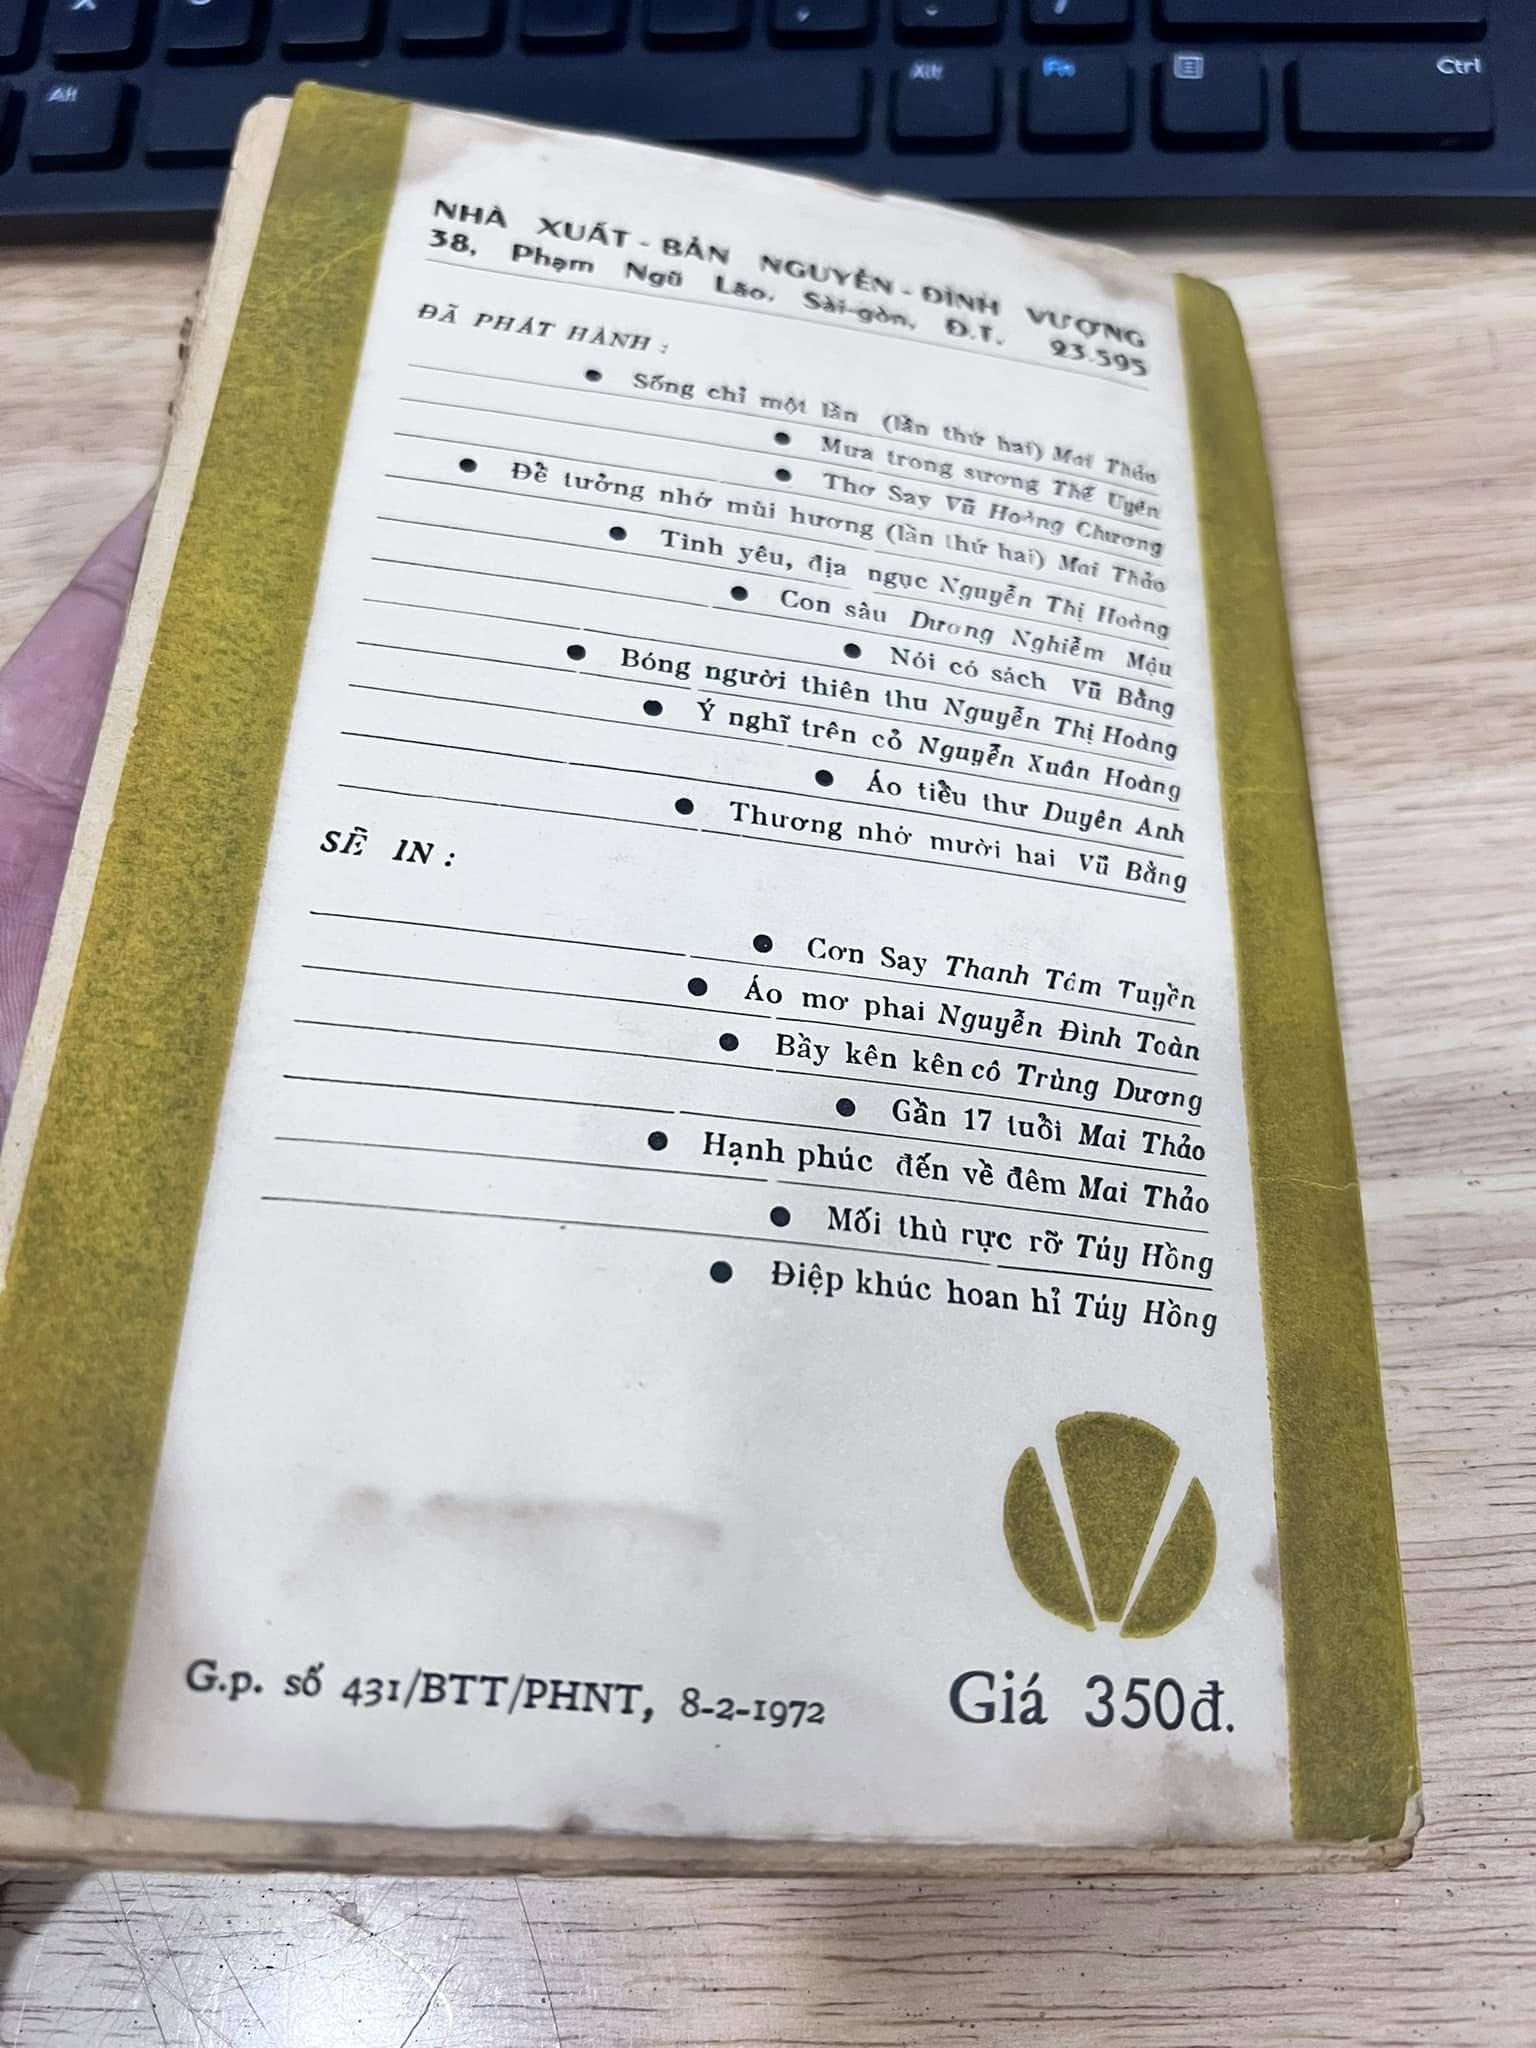 NHÀ XUẤT-BẢN NGUYỄN-ĐÌNH VƯỢNG
38, Phạm Ngũ Lão, Sài-gòn, Đ.T. 93.595
ĐÃ PHÁT HÀNH :
● Sống chỉ một lần (lần thứ hai) Mai Thảo
● Mưa trong sương Thế Uyên
● Thơ Say Vũ Hoàng Chương
● Để tưởng nhớ mùi hương (lần thứ hai) Mai Thảo
● Tình yêu, địa ngục Nguyễn Thị Hoàng
● Con sâu Dương Nghiễm Mậu
● Nói có sách Vũ Bằng
● Bóng người thiên thu Nguyễn Thị Hoàng
● Ý nghĩ trên cỏ Nguyễn Xuân Hoàng
● Áo tiểu thư Duyên Anh
● Thương nhớ mười hai Vũ Bằng
SẼ IN :
● Cơn Say Thanh Tâm Tuyền
● Áo mơ phai Nguyễn Đình Toàn
● Bầy kên kên cô Trùng Dương
● Gần 17 tuổi Mai Thảo
● Hạnh phúc đến về đêm Mai Thảo
● Mối thù rực rỡ Túy Hồng
● Điệp khúc hoan hỉ Túy Hồng
G.p. số 431/BTT/PHNT, 8-2-1972
Giá 350đ.
Alt
Alt
Fn
Ctrl